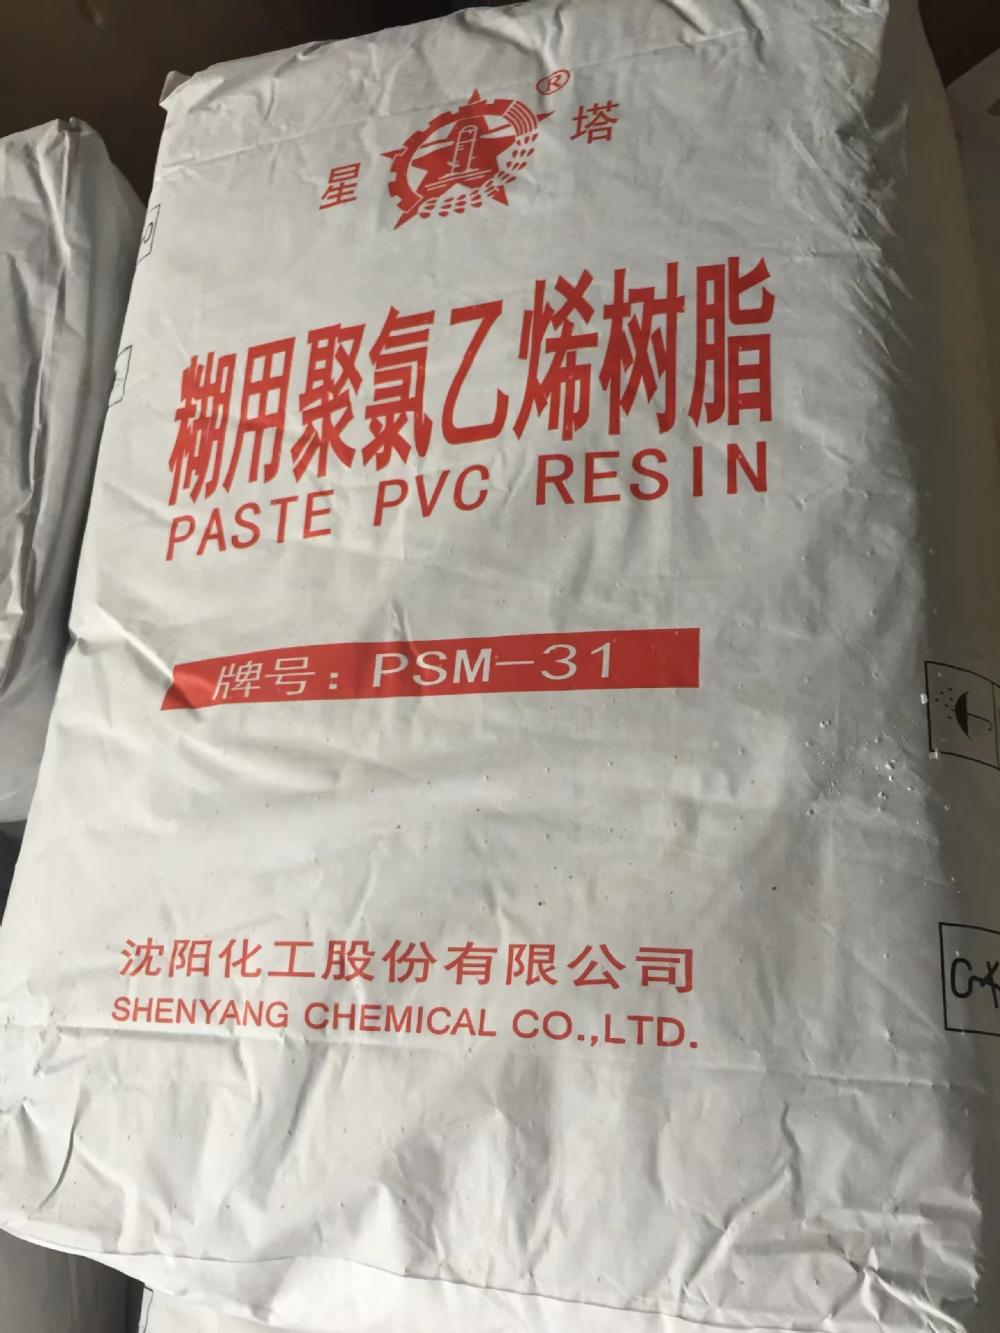 星 ® 塔
糊用聚氯乙烯树脂
PASTE PVC RESIN
牌号：PSM-31
沈阳化工股份有限公司
SHENYANG CHEMICAL CO.,LTD.